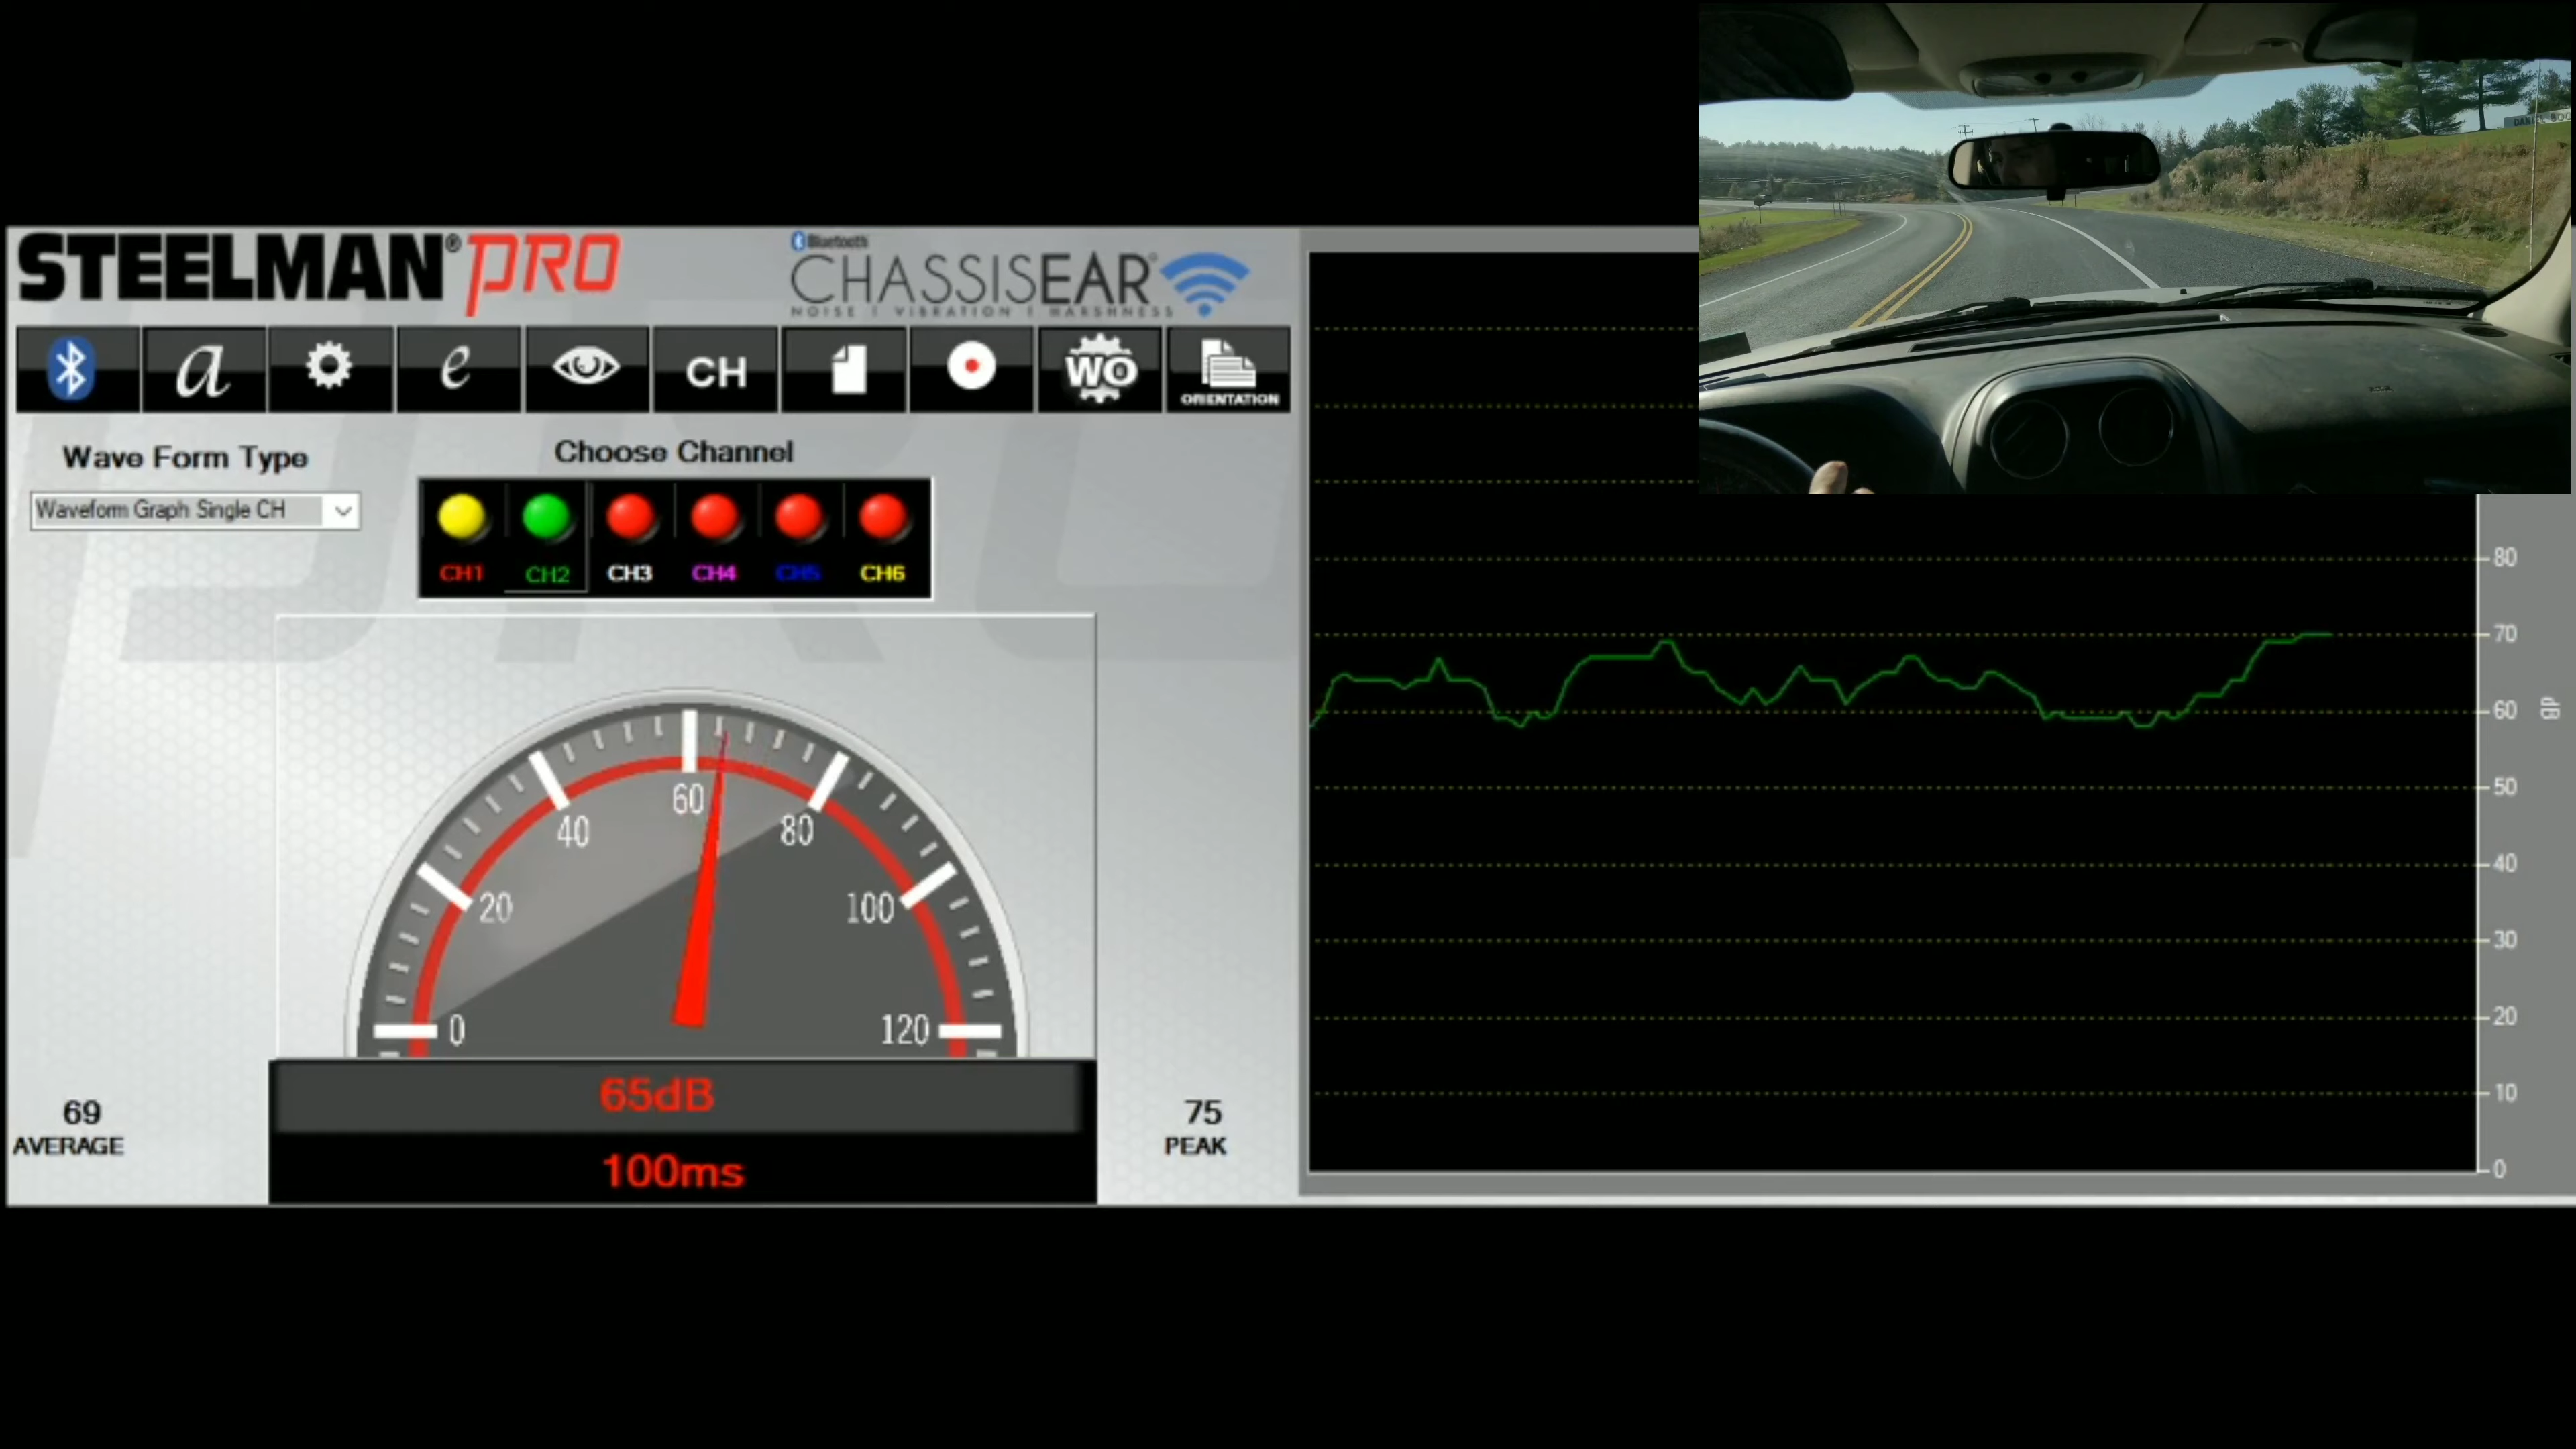 STEELMAN® PRO
Bluetooth
CHASSISEAR®
NOISE | VIBRATION | HARSHNESS
a
e
CH
WO
ORIENTATION
Wave Form Type
Waveform Graph Single CH
Choose Channel
CH1 CH2 CH3 CH4 CH5 CH6
0 20 40 60 80 100 120
65dB
100ms
69
AVERAGE
75
PEAK
80
70
60
50
40
30
20
10
0
dB